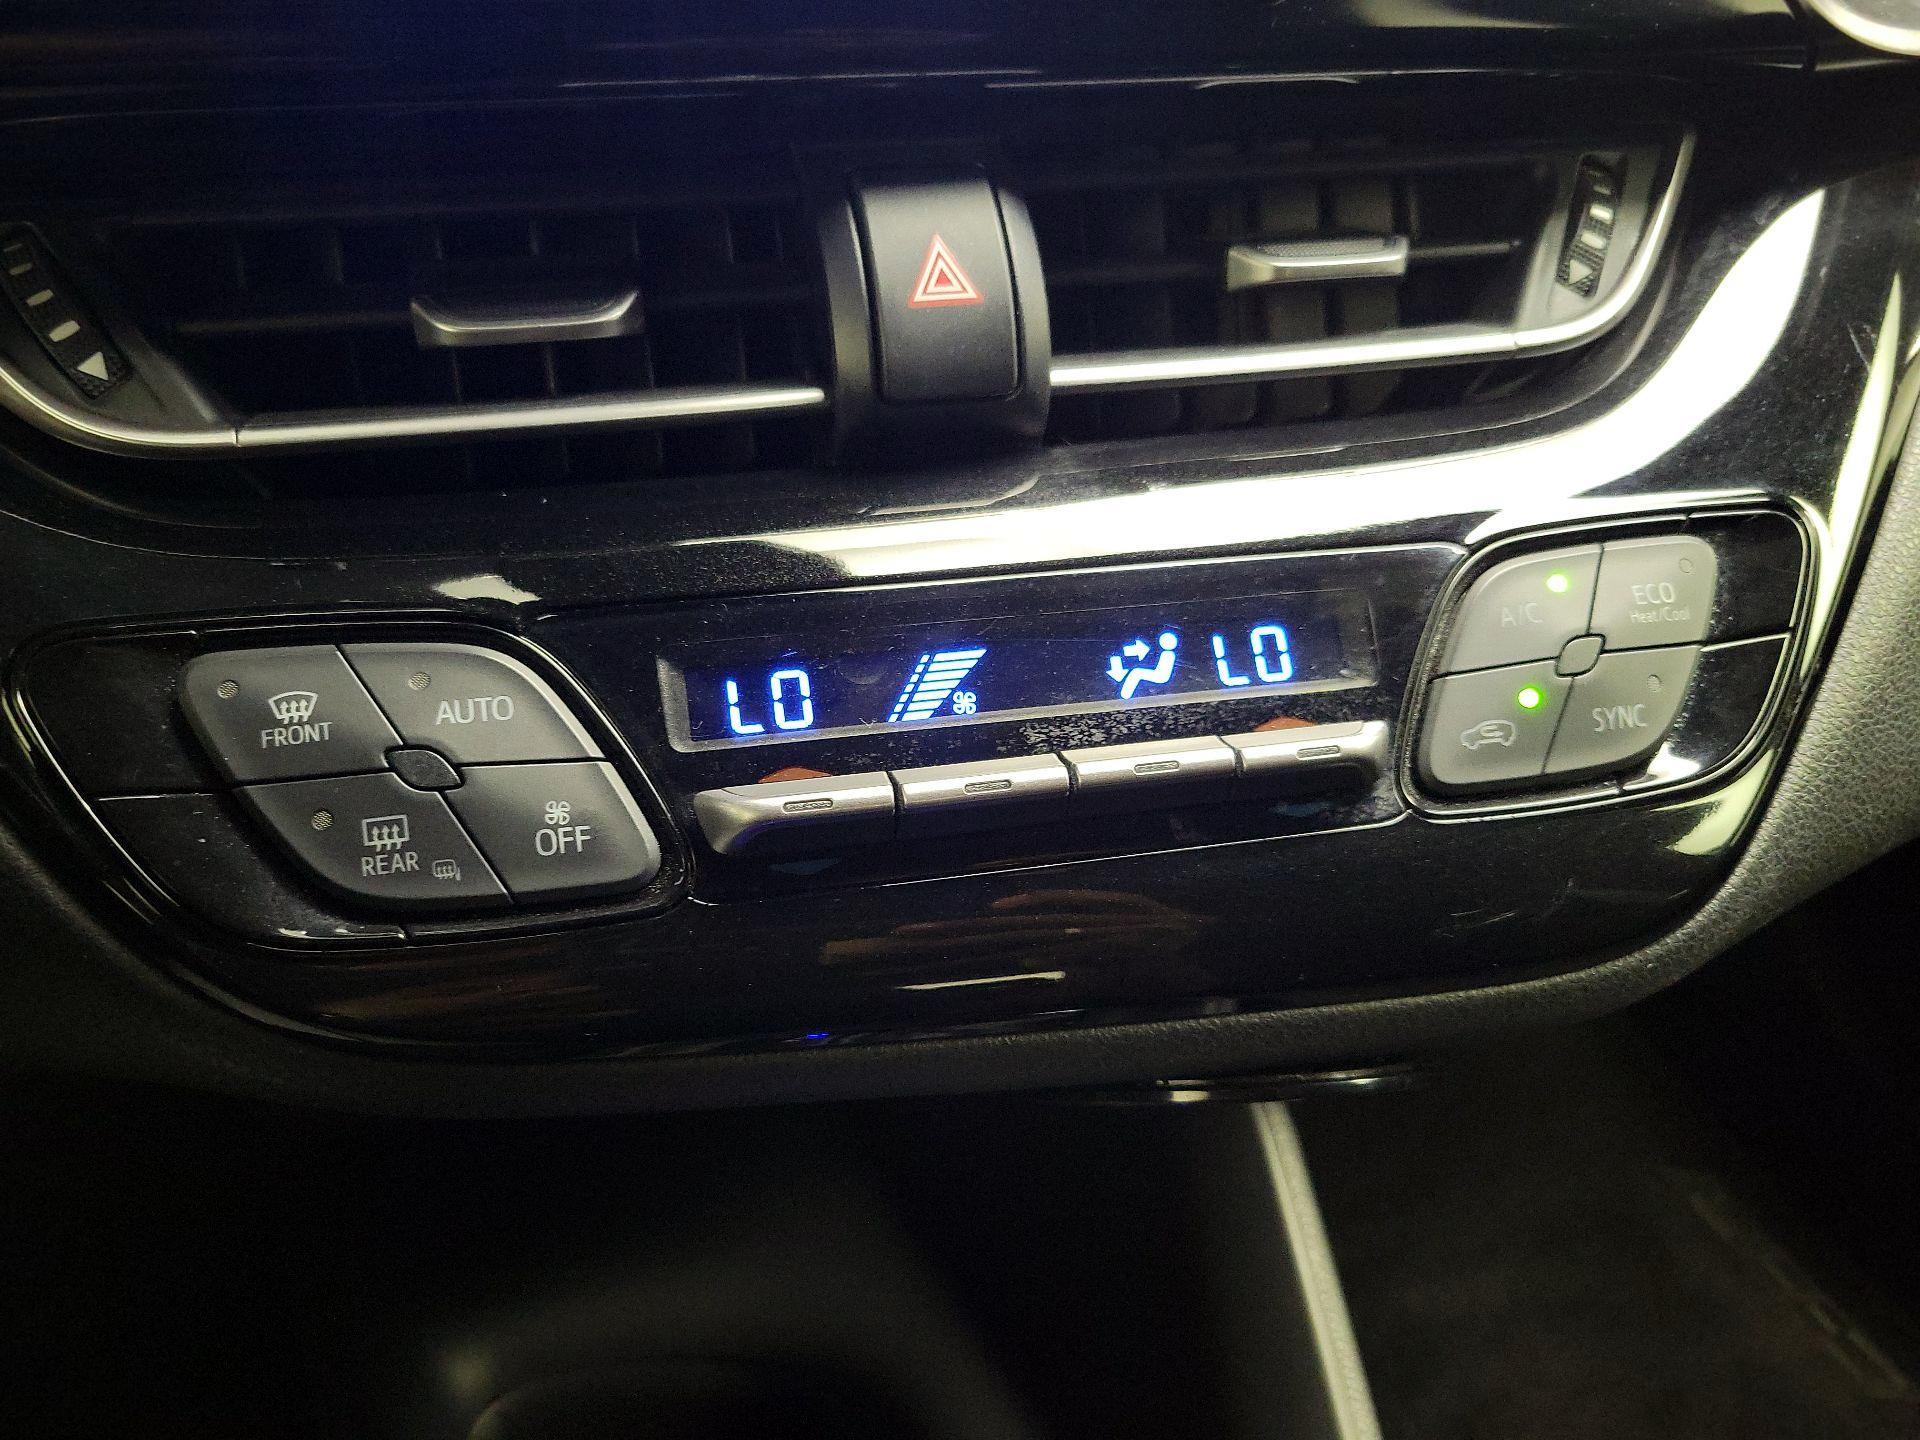 LO
LO
A/C
ECO
Heat/Cool
SYNC
FRONT
AUTO
REAR
OFF